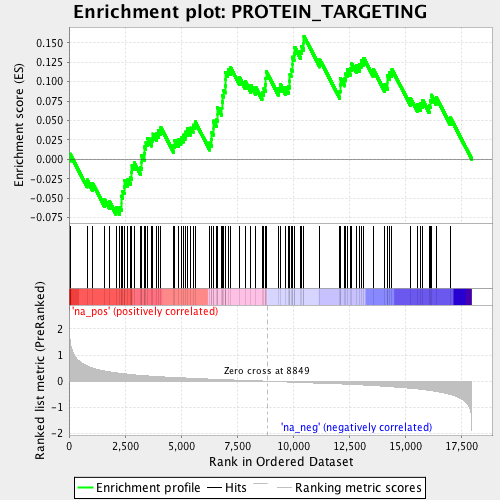 Enrichment plot: PROTEIN_TARGETING
Enrichment score (ES)
0.150
0.125
0.100
0.075
0.050
0.025
0.000
-0.025
-0.050
-0.075
'na_pos' (positively correlated)
Ranked list metric (PreRanked)
2
1
0
-1
-2
Zero cross at 8849
'na_neg' (negatively correlated)
0 2,500 5,000 7,500 10,000 12,500 15,000 17,500
Rank in Ordered Dataset
Enrichment profile Hits Ranking metric scores